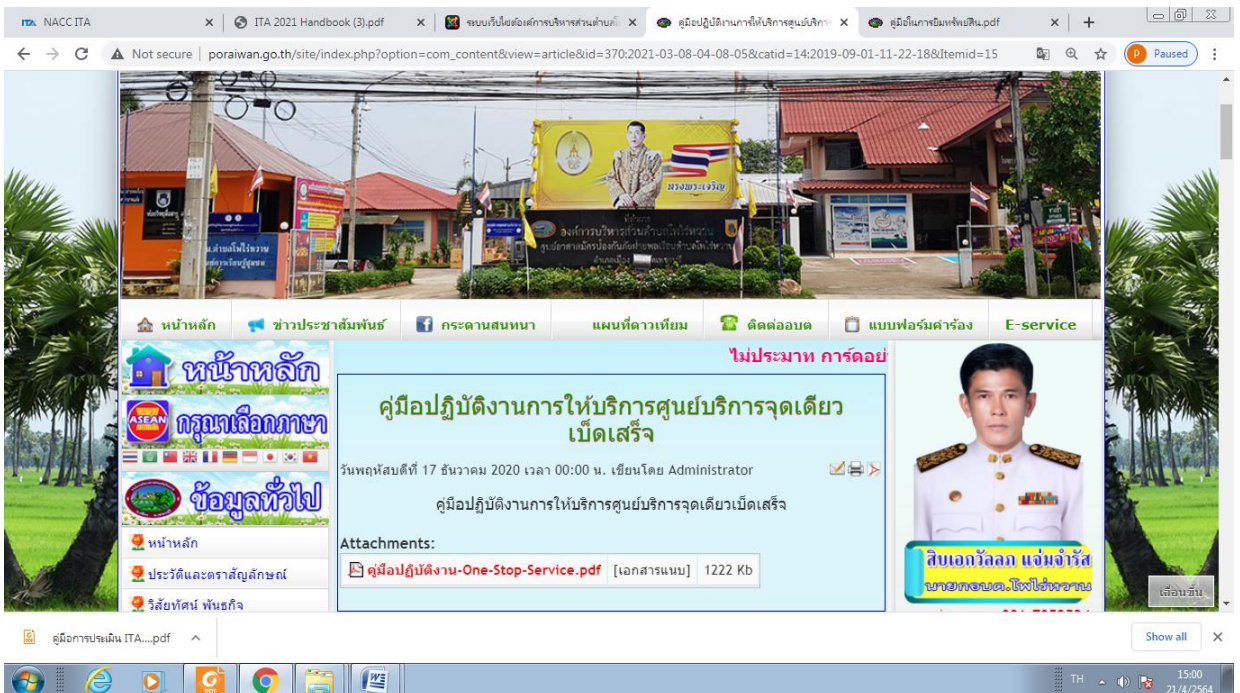 NACC ITA
ITA 2021 Handbook (3).pdf
ระบบเว็บไซต์องค์การบริหารส่วนตำบลโ
คู่มือปฏิบัติงานการให้บริการศูนย์บริการ
คู่มือในการยืมทรัพย์สิน.pdf
Not secure
poraiwan.go.th/site/index.php?option=com_content&view=article&id=370:2021-03-08-04-08-05&catid=14:2019-09-01-11-22-18&Itemid=15
Paused
ทรงพระเจริญ
ที่ทำการ
องค์การบริหารส่วนตำบลโพไร่หวาน
หน้าหลัก
ข่าวประชาสัมพันธ์
กระดานสนทนา
แผนที่ดาวเทียม
ติดต่ออบต
แบบฟอร์มคำร้อง
E-service
หน้าหลัก
ไม่ประมาท การ์ดอย่
คู่มือปฏิบัติงานการให้บริการศูนย์บริการจุดเดียว
เบ็ดเสร็จ
ASEAN
กรุณาเลือกภาษา
วันพฤหัสบดีที่ 17 ธันวาคม 2020 เวลา 00:00 น. เขียนโดย Administrator
ข้อมูลทั่วไป
คู่มือปฏิบัติงานการให้บริการศูนย์บริการจุดเดียวเบ็ดเสร็จ
หน้าหลัก
Attachments:
ประวัติและตราสัญลักษณ์
คู่มือปฏิบัติงาน-One-Stop-Service.pdf
[เอกสารแนบ]
1222 Kb
วิสัยทัศน์ พันธกิจ
สิบเอกวัลลภ แจ่มจำรัส
นายกอบต.โพไร่หวาน
เลื่อนขึ้น
คู่มือการประเมิน ITA....pdf
Show all
TH
15:00
21/4/2564